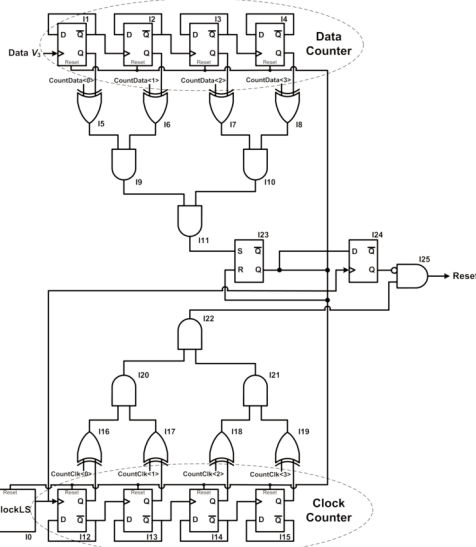 I1 I2 I3 I4
D Q̅ D Q̅ D Q̅ D Q̅
Data V₃ Q Q Q Q
Reset Reset Reset Reset
Data
Counter
CountData<0> CountData<1> CountData<2> CountData<3>
I5 I6 I7 I8
I9 I10
I11
I23 I24
S Q̅ D Q̅
R Q Q
I25
Reset
I22
I20 I21
I16 I17 I18 I19
CountClk<0> CountClk<1> CountClk<2> CountClk<3>
Reset Reset Reset Reset Reset
lockLS Q Q Q Q
D Q̅ D Q̅ D Q̅ D Q̅
I0 I12 I13 I14 I15
Clock
Counter